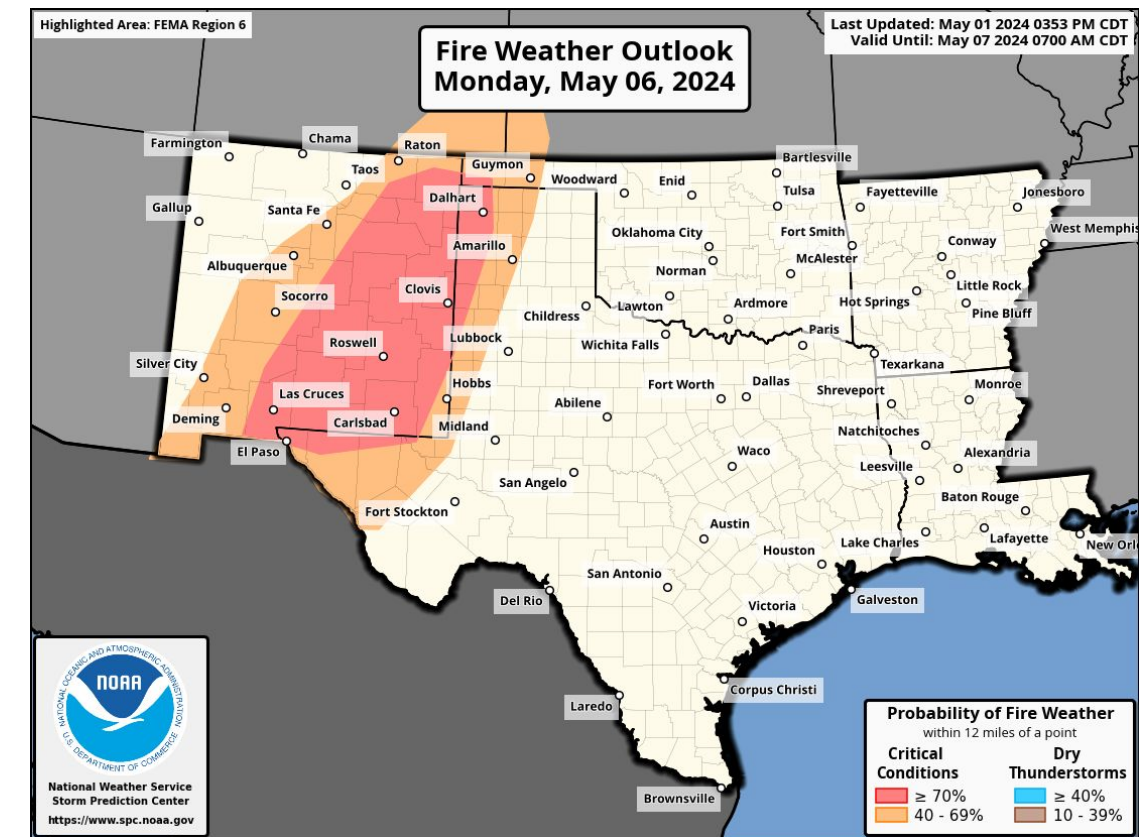 Highlighted Area: FEMA Region 6
Last Updated: May 01 2024 0353 PM CDT
Valid Until: May 07 2024 0700 AM CDT
Fire Weather Outlook
Monday, May 06, 2024
Farmington
Chama
Raton
Taos
Guymon
Woodward
Enid
Bartlesville
Tulsa
Fayetteville
Jonesboro
Gallup
Santa Fe
Dalhart
Oklahoma City
Fort Smith
Conway
West Memphis
Albuquerque
Amarillo
Norman
McAlester
Little Rock
Socorro
Clovis
Childress
Lawton
Ardmore
Hot Springs
Pine Bluff
Roswell
Lubbock
Wichita Falls
Paris
Texarkana
Silver City
Las Cruces
Hobbs
Fort Worth
Dallas
Shreveport
Monroe
Deming
Carlsbad
Midland
Abilene
Natchitoches
El Paso
Waco
Leesville
Alexandria
San Angelo
Baton Rouge
Fort Stockton
Austin
Houston
Lake Charles
Lafayette
New Orl
San Antonio
Del Rio
Victoria
Galveston
Laredo
Corpus Christi
Brownsville
NATIONAL OCEANIC AND ATMOSPHERIC ADMINISTRATION
NOAA
U.S. DEPARTMENT OF COMMERCE
National Weather Service
Storm Prediction Center
https://www.spc.noaa.gov
Probability of Fire Weather
within 12 miles of a point
Critical Conditions
≥ 70%
40 - 69%
Dry Thunderstorms
≥ 40%
10 - 39%